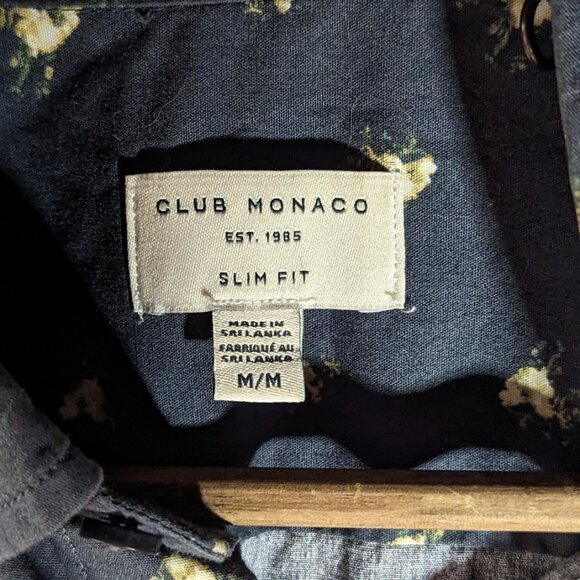 CLUB MONACO
EST. 1985
SLIM FIT
MADE IN
SRI LANKA
FABRIQUÉ AU
SRI LANKA
M/M